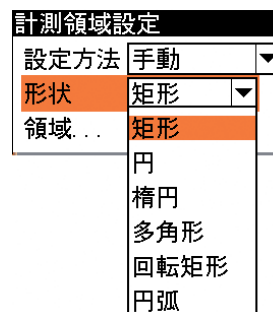 計測領域設定
設定方法 手動
形状 矩形
領域... 矩形
円
楕円
多角形
回転矩形
円弧